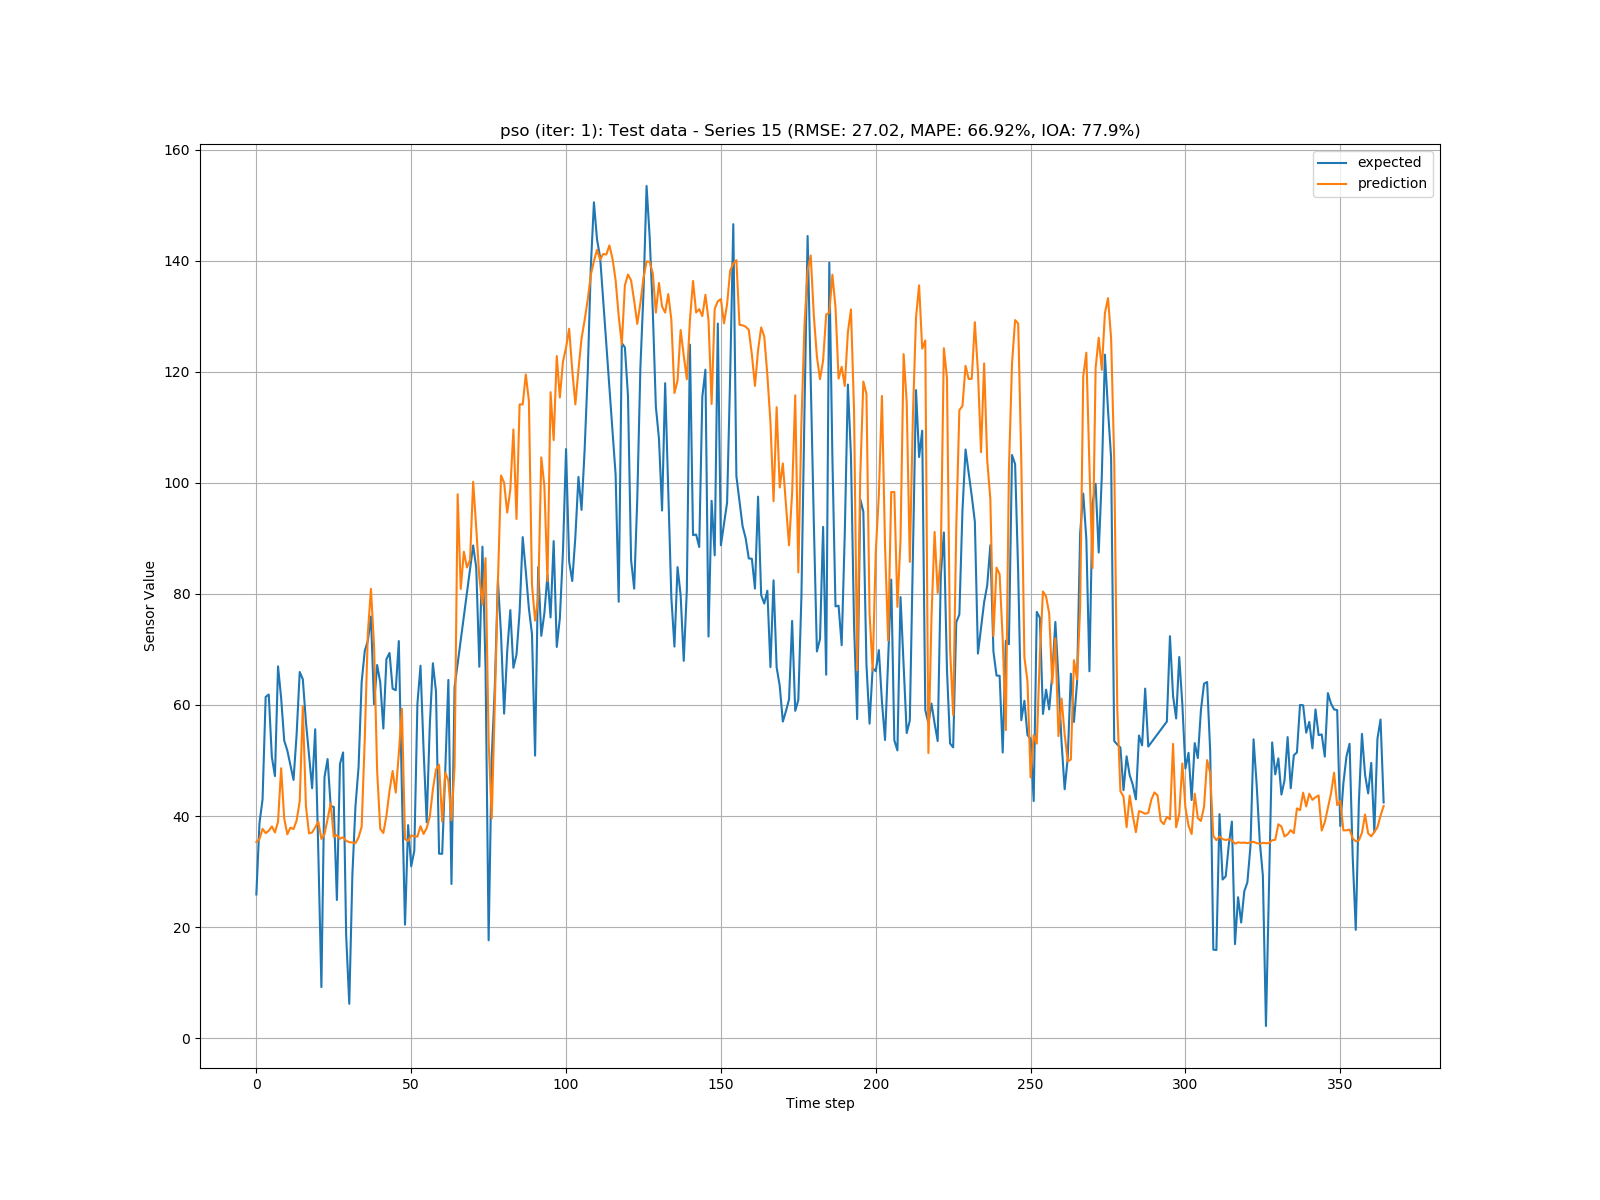 pso (iter: 1): Test data - Series 15 (RMSE: 27.02, MAPE: 66.92%, IOA: 77.9%)
expected
prediction
160
140
120
100
80
60
40
20
0
Sensor Value
0 50 100 150 200 250 300 350
Time step